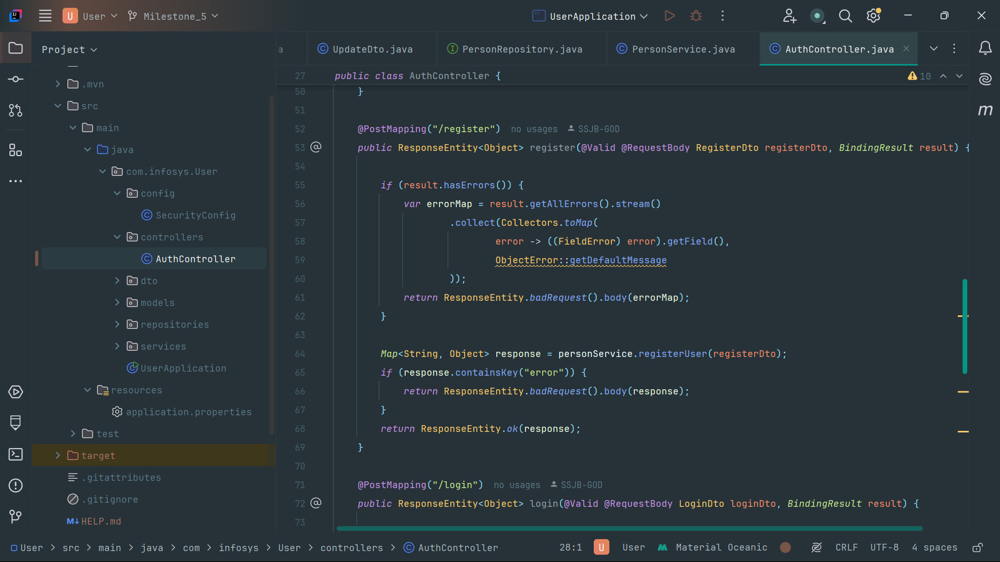 U User Milestone_5 UserApplication
Project
a UpdateDto.java PersonRepository.java PersonService.java AuthController.java
.mvn
src
main
java
com.infosys.User
config
SecurityConfig
controllers
AuthController
dto
models
repositories
services
UserApplication
resources
application.properties
test
target
.gitattributes
.gitignore
M↓ HELP.md
27 public class AuthController { 10
50 }
51
52 @PostMapping("/register") no usages SSJB-GOD
53 public ResponseEntity<Object> register(@Valid @RequestBody RegisterDto registerDto, BindingResult result) {
54
55 if (result.hasErrors()) {
56 var errorMap = result.getAllErrors().stream()
57 .collect(Collectors.toMap(
58 error -> ((FieldError) error).getField(),
59 ObjectError::getDefaultMessage
60 ));
61 return ResponseEntity.badRequest().body(errorMap);
62 }
63
64 Map<String, Object> response = personService.registerUser(registerDto);
65 if (response.containsKey("error")) {
66 return ResponseEntity.badRequest().body(response);
67 }
68 return ResponseEntity.ok(response);
69 }
70
71 @PostMapping("/login") no usages SSJB-GOD
72 public ResponseEntity<Object> login(@Valid @RequestBody LoginDto loginDto, BindingResult result) {
73
User > src > main > java > com > infosys > User > controllers > AuthController 28:1 U User Material Oceanic CRLF UTF-8 4 spaces